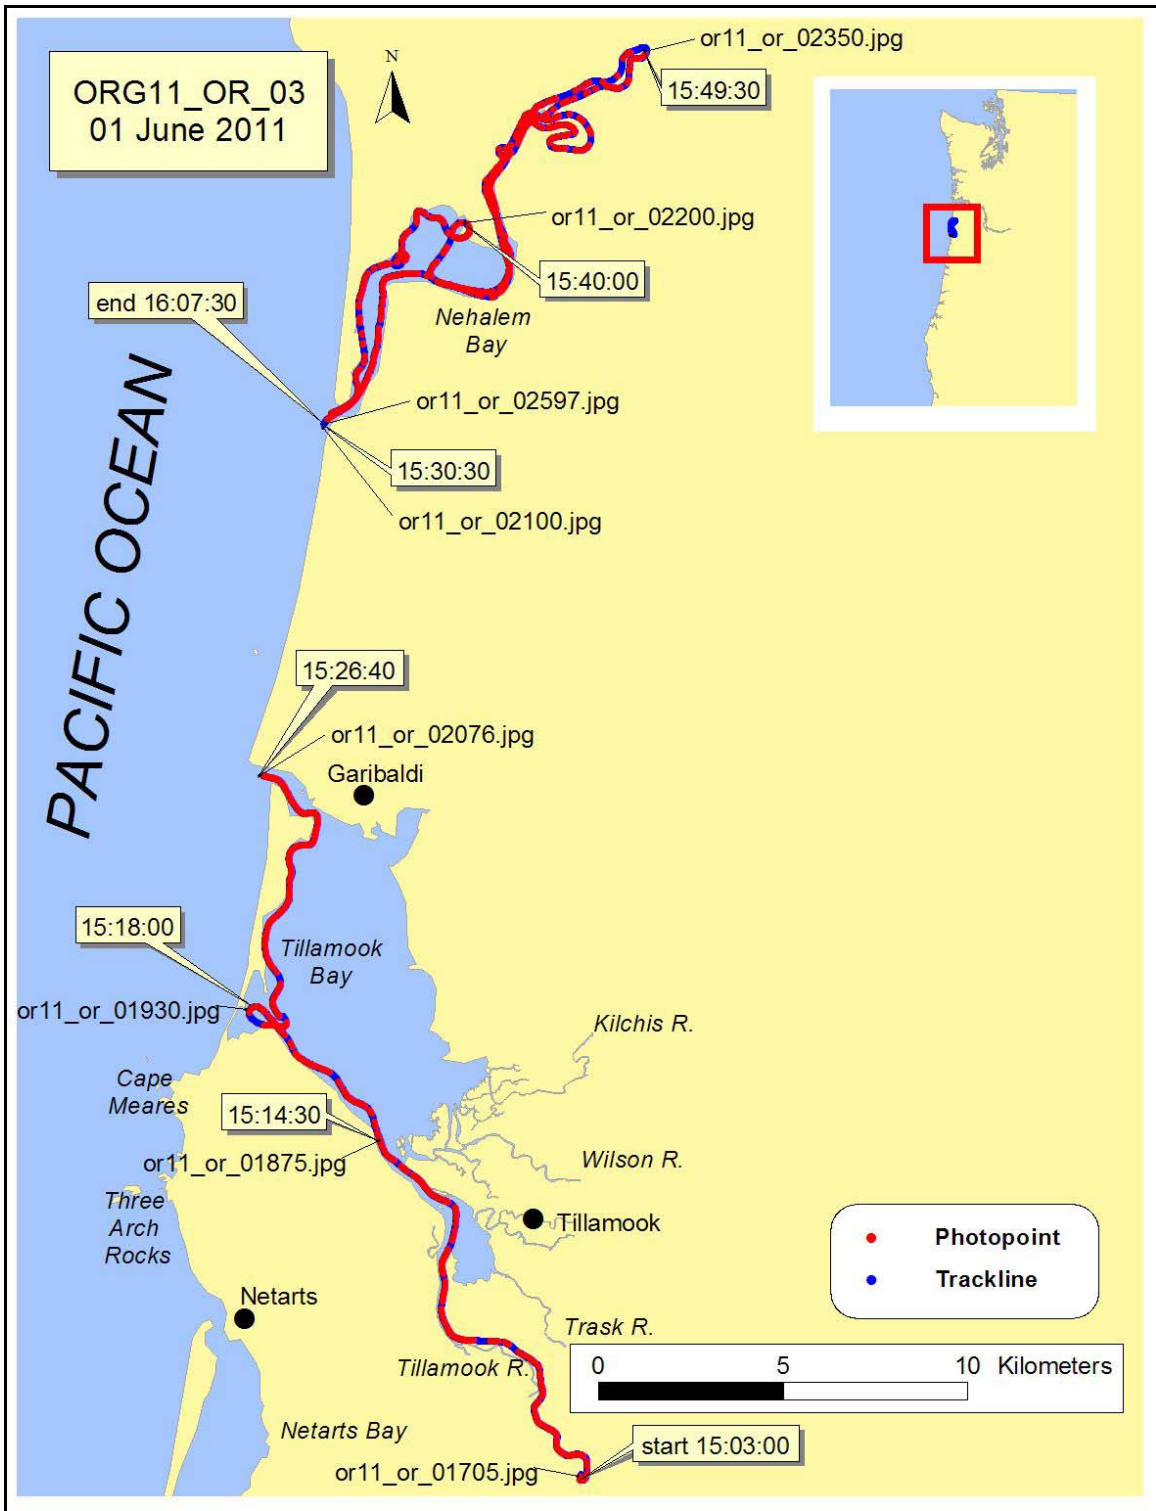 ORG11_OR_03
01 June 2011
N
or11_or_02350.jpg
15:49:30
or11_or_02200.jpg
15:40:00
end 16:07:30
Nehalem
Bay
or11_or_02597.jpg
15:30:30
or11_or_02100.jpg
PACIFIC OCEAN
15:26:40
or11_or_02076.jpg
Garibaldi
15:18:00
Tillamook
Bay
or11_or_01930.jpg
Kilchis R.
Cape
Meares
15:14:30
or11_or_01875.jpg
Wilson R.
Three
Arch
Rocks
Tillamook
Photopoint
Trackline
Netarts
Trask R.
Tillamook R.
0 5 10 Kilometers
Netarts Bay
start 15:03:00
or11_or_01705.jpg